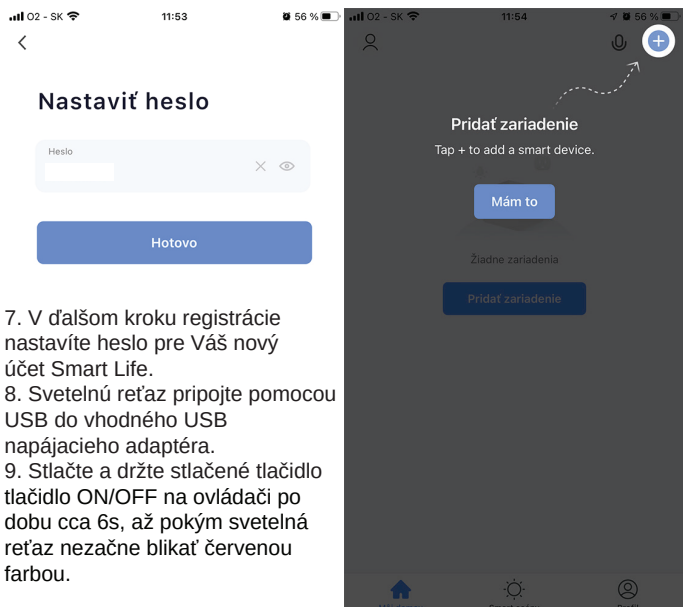 O2 - SK
11:53
56 %
Nastaviť heslo
Heslo
Hotovo
7. V ďalšom kroku registrácie
nastavíte heslo pre Váš nový
účet Smart Life.
8. Svetelnú reťaz pripojte pomocou
USB do vhodného USB
napájacieho adaptéra.
9. Stlačte a držte stlačené tlačidlo
tlačidlo ON/OFF na ovládači po
dobu cca 6s, až pokým svetelná
reťaz nezačne blikať červenou
farbou.
O2 - SK
11:54
56 %
Pridať zariadenie
Tap + to add a smart device.
Mám to
Žiadne zariadenia
Pridať zariadenie